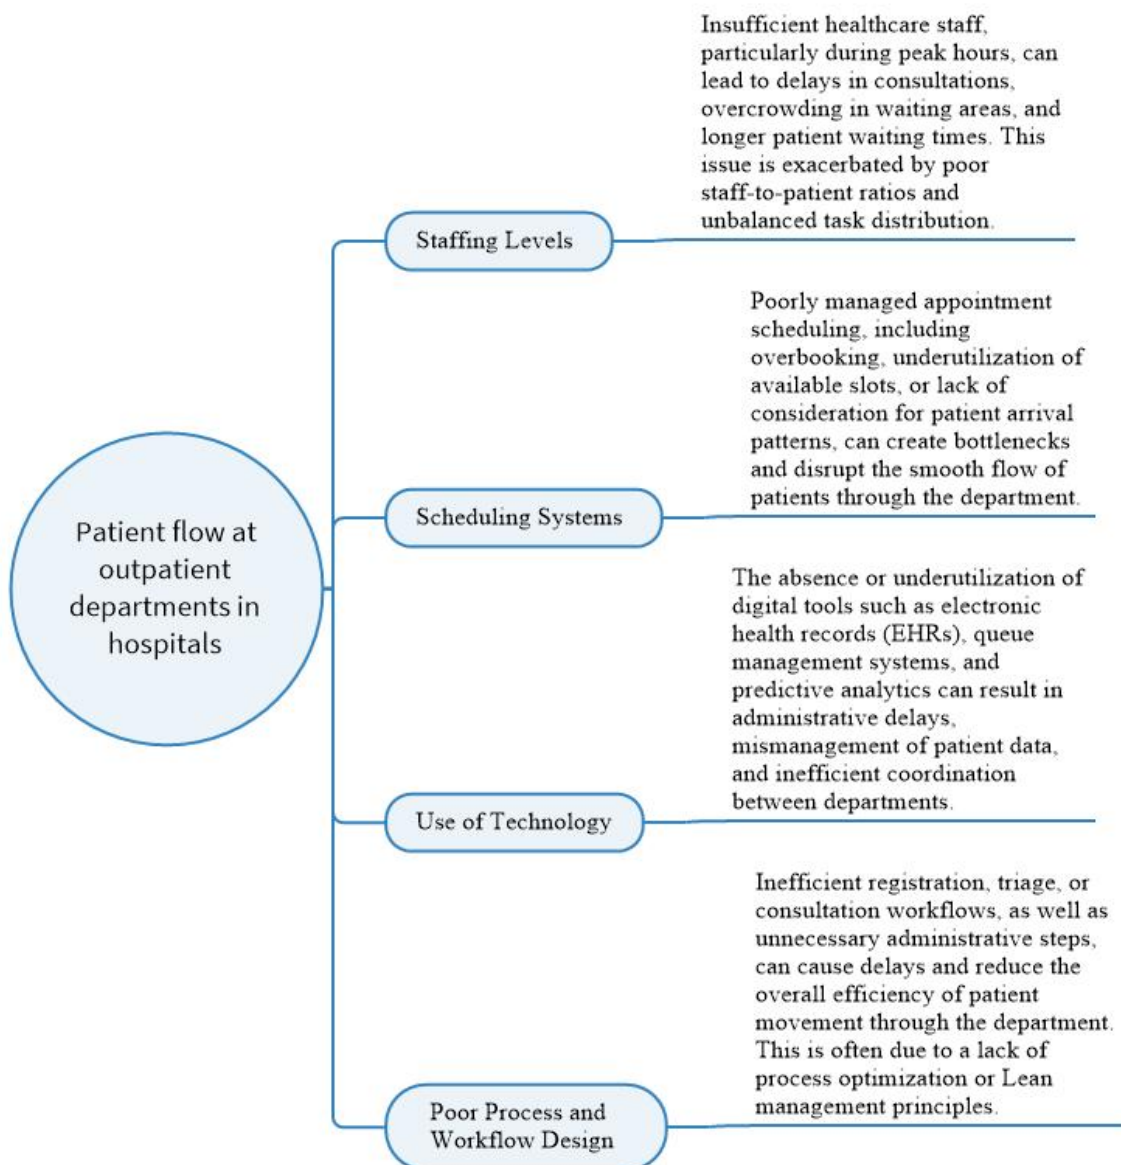 Patient flow at
outpatient
departments in
hospitals
Staffing Levels
Insufficient healthcare staff,
particularly during peak hours, can
lead to delays in consultations,
overcrowding in waiting areas, and
longer patient waiting times. This
issue is exacerbated by poor
staff-to-patient ratios and
unbalanced task distribution.
Scheduling Systems
Poorly managed appointment
scheduling, including
overbooking, underutilization of
available slots, or lack of
consideration for patient arrival
patterns, can create bottlenecks
and disrupt the smooth flow of
patients through the department.
Use of Technology
The absence or underutilization of
digital tools such as electronic
health records (EHRs), queue
management systems, and
predictive analytics can result in
administrative delays,
mismanagement of patient data,
and inefficient coordination
between departments.
Poor Process and
Workflow Design
Inefficient registration, triage, or
consultation workflows, as well as
unnecessary administrative steps,
can cause delays and reduce the
overall efficiency of patient
movement through the department.
This is often due to a lack of
process optimization or Lean
management principles.